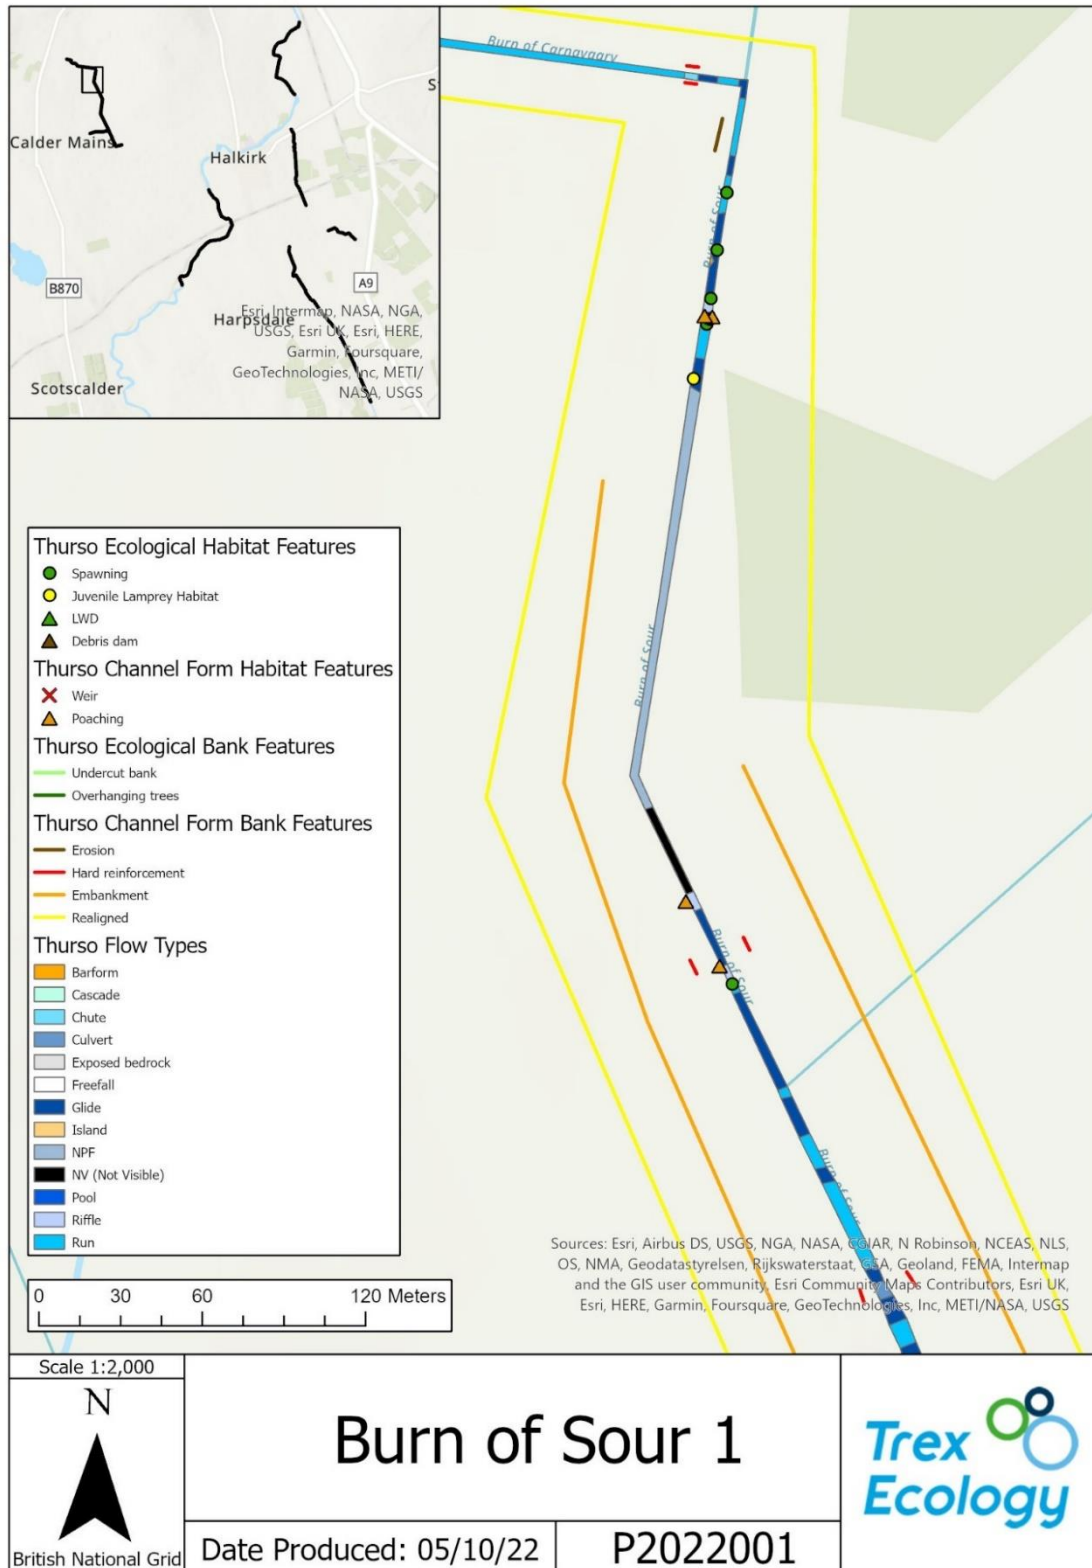 Calder Mains
Halkirk
St
B870
A9
Harpsdale
Scotscalder
Esri, Intermap, NASA, NGA,
USGS, Esri UK, Esri, HERE,
Garmin, Foursquare,
GeoTechnologies, Inc, METI/
NASA, USGS
Burn of Carnavaary
Burn of Sour
Burn of Sour
Burn of Sour
Burn of Sour
Thurso Ecological Habitat Features
Spawning
Juvenile Lamprey Habitat
LWD
Debris dam
Thurso Channel Form Habitat Features
Weir
Poaching
Thurso Ecological Bank Features
Undercut bank
Overhanging trees
Thurso Channel Form Bank Features
Erosion
Hard reinforcement
Embankment
Realigned
Thurso Flow Types
Barform
Cascade
Chute
Culvert
Exposed bedrock
Freefall
Glide
Island
NPF
NV (Not Visible)
Pool
Riffle
Run
0 30 60 120 Meters
Sources: Esri, Airbus DS, USGS, NGA, NASA, CGIAR, N Robinson, NCEAS, NLS,
OS, NMA, Geodatastyrelsen, Rijkswaterstaat, GSA, Geoland, FEMA, Intermap
and the GIS user community, Esri Community Maps Contributors, Esri UK,
Esri, HERE, Garmin, Foursquare, GeoTechnologies, Inc, METI/NASA, USGS
Scale 1:2,000
N
British National Grid
Burn of Sour 1
Date Produced: 05/10/22
P2022001
Trex
Ecology